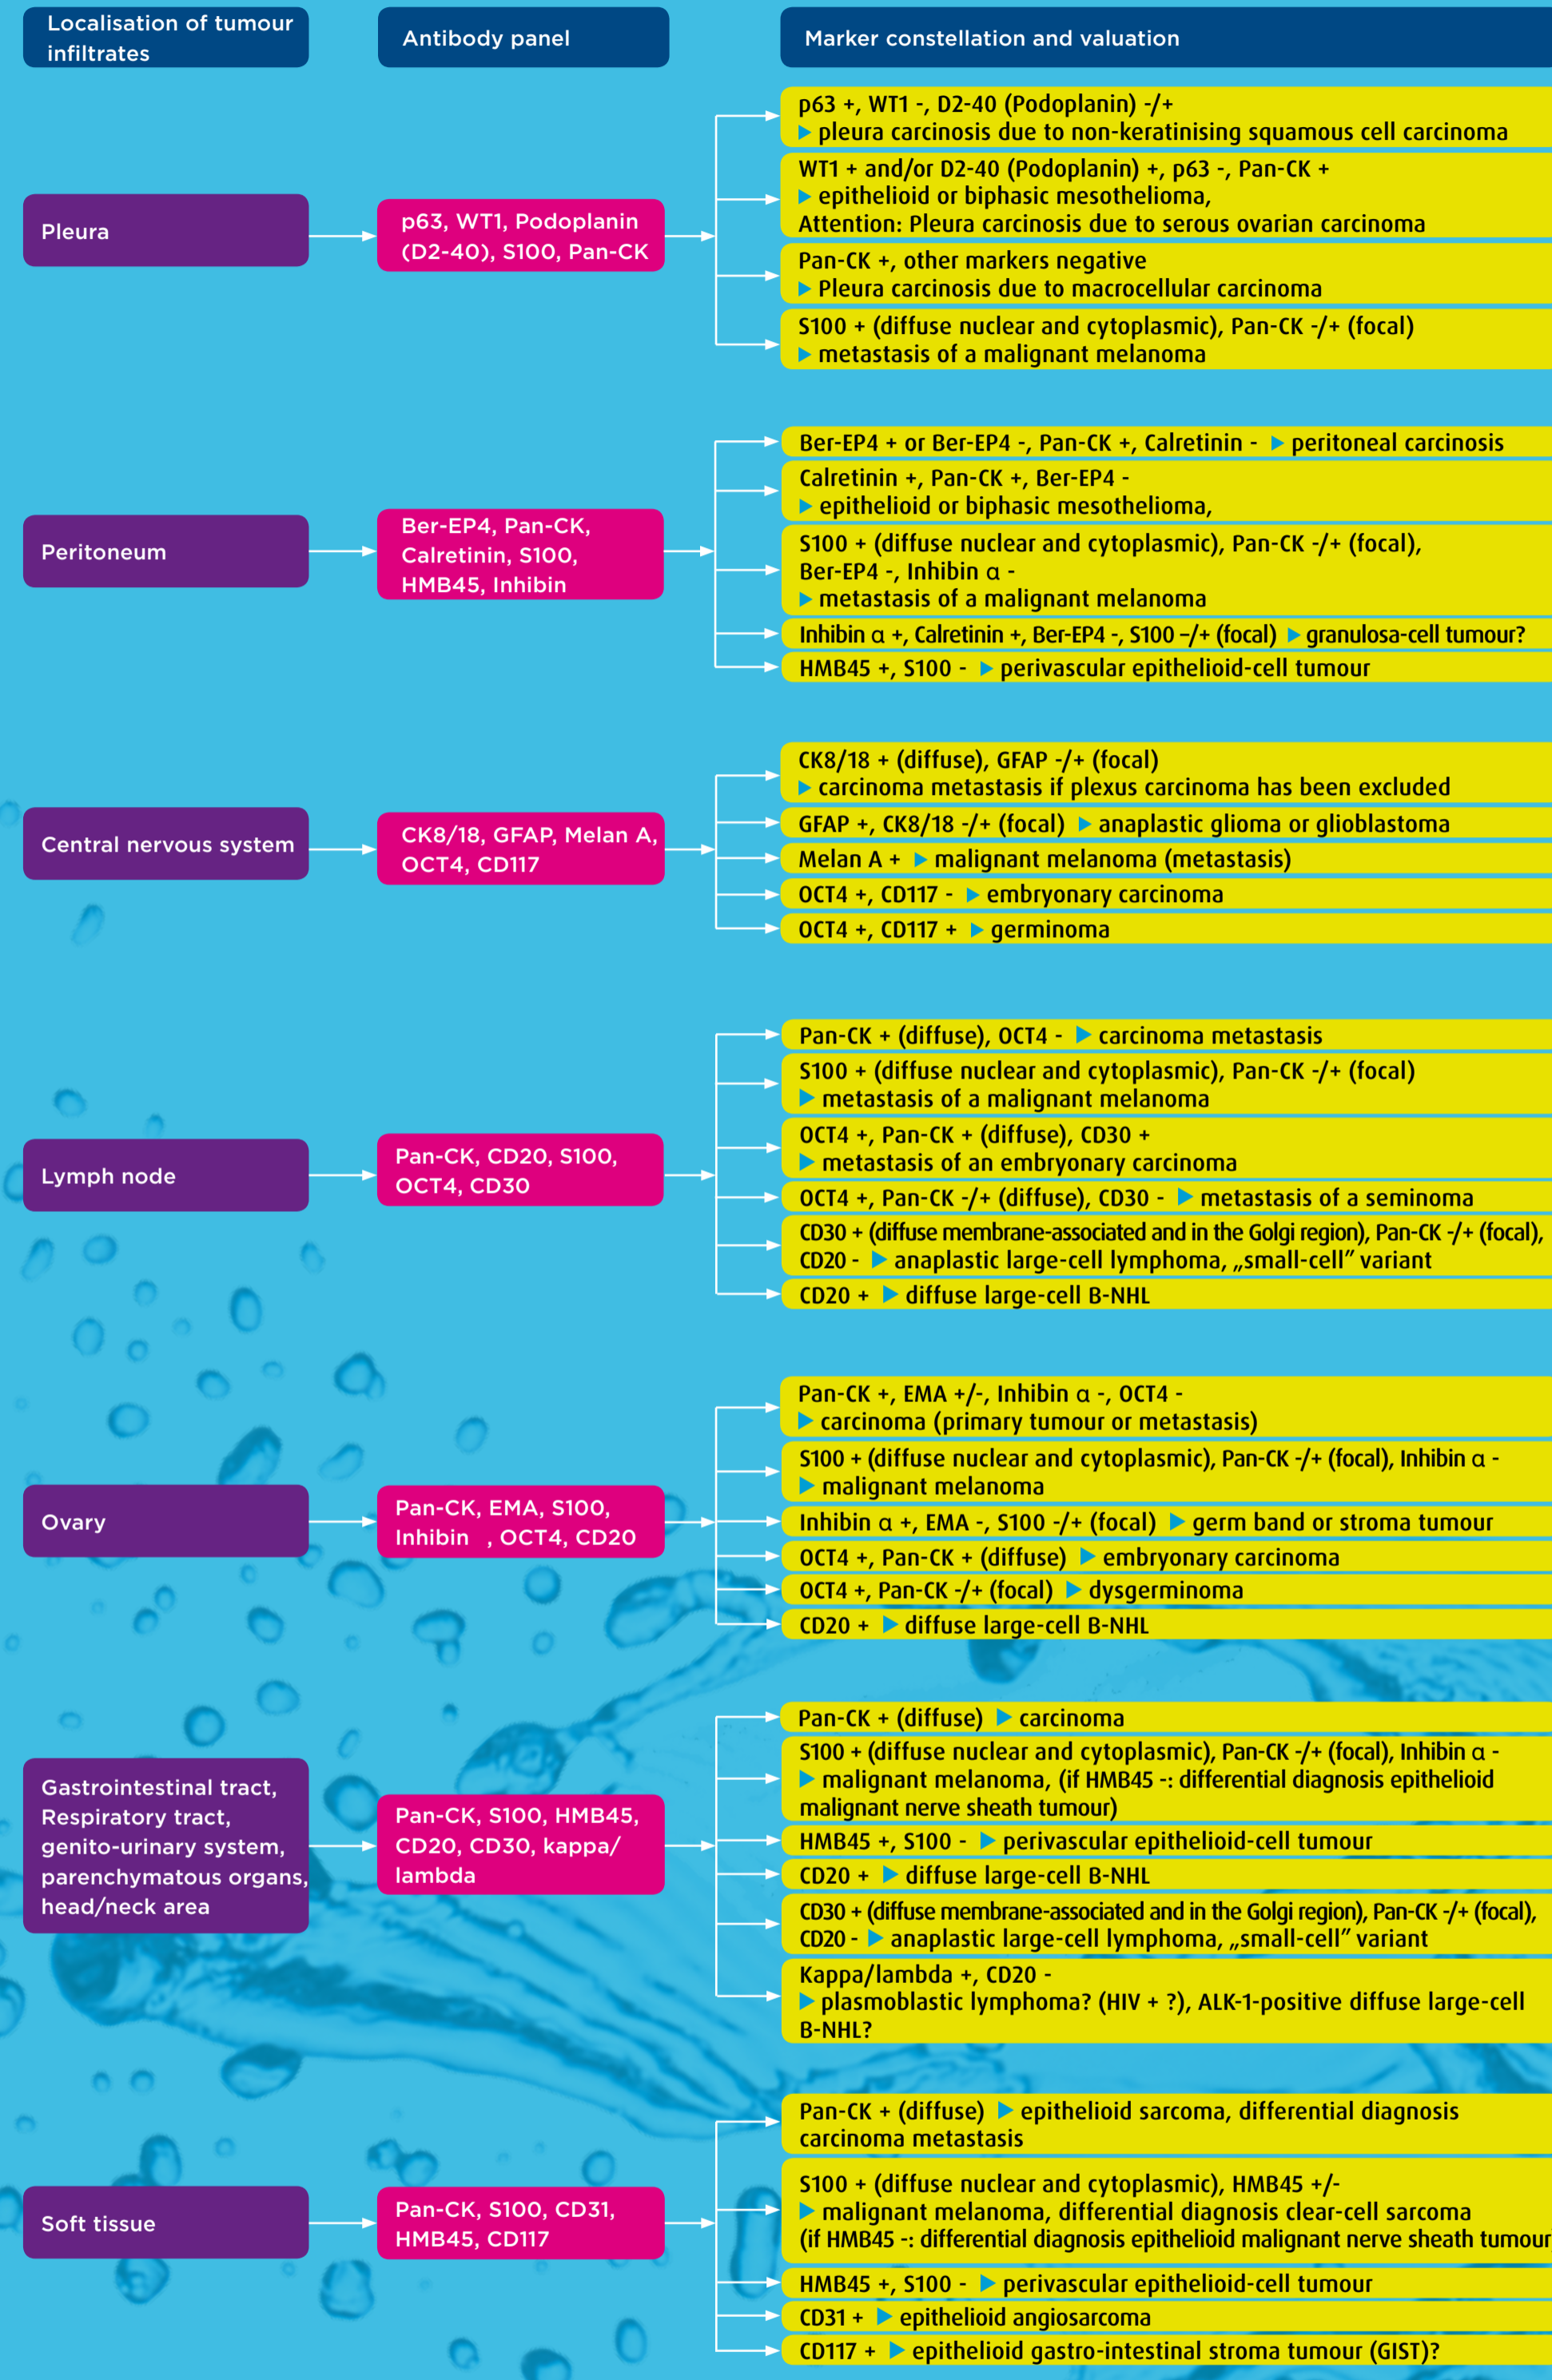 Localisation of tumour
infiltrates
Antibody panel
Marker constellation and valuation
Pleura
p63, WT1, Podoplanin
(D2-40), S100, Pan-CK
p63 +, WT1 -, D2-40 (Podoplanin) -/+
▶ pleura carcinosis due to non-keratinising squamous cell carcinoma
WT1 + and/or D2-40 (Podoplanin) +, p63 -, Pan-CK +
▶ epithelioid or biphasic mesothelioma,
Attention: Pleura carcinosis due to serous ovarian carcinoma
Pan-CK +, other markers negative
▶ Pleura carcinosis due to macrocellular carcinoma
S100 + (diffuse nuclear and cytoplasmic), Pan-CK -/+ (focal)
▶ metastasis of a malignant melanoma
Peritoneum
Ber-EP4, Pan-CK,
Calretinin, S100,
HMB45, Inhibin
Ber-EP4 + or Ber-EP4 -, Pan-CK +, Calretinin - ▶ peritoneal carcinosis
Calretinin +, Pan-CK +, Ber-EP4 -
▶ epithelioid or biphasic mesothelioma,
S100 + (diffuse nuclear and cytoplasmic), Pan-CK -/+ (focal),
Ber-EP4 -, Inhibin α -
▶ metastasis of a malignant melanoma
Inhibin α +, Calretinin +, Ber-EP4 -, S100 –/+ (focal) ▶ granulosa-cell tumour?
HMB45 +, S100 - ▶ perivascular epithelioid-cell tumour
Central nervous system
CK8/18, GFAP, Melan A,
OCT4, CD117
CK8/18 + (diffuse), GFAP -/+ (focal)
▶ carcinoma metastasis if plexus carcinoma has been excluded
GFAP +, CK8/18 -/+ (focal) ▶ anaplastic glioma or glioblastoma
Melan A + ▶ malignant melanoma (metastasis)
OCT4 +, CD117 - ▶ embryonary carcinoma
OCT4 +, CD117 + ▶ germinoma
Lymph node
Pan-CK, CD20, S100,
OCT4, CD30
Pan-CK + (diffuse), OCT4 - ▶ carcinoma metastasis
S100 + (diffuse nuclear and cytoplasmic), Pan-CK -/+ (focal)
▶ metastasis of a malignant melanoma
OCT4 +, Pan-CK + (diffuse), CD30 +
▶ metastasis of an embryonary carcinoma
OCT4 +, Pan-CK -/+ (diffuse), CD30 - ▶ metastasis of a seminoma
CD30 + (diffuse membrane-associated and in the Golgi region), Pan-CK -/+ (focal),
CD20 - ▶ anaplastic large-cell lymphoma, „small-cell” variant
CD20 + ▶ diffuse large-cell B-NHL
Ovary
Pan-CK, EMA, S100,
Inhibin , OCT4, CD20
Pan-CK +, EMA +/-, Inhibin α -, OCT4 -
▶ carcinoma (primary tumour or metastasis)
S100 + (diffuse nuclear and cytoplasmic), Pan-CK -/+ (focal), Inhibin α -
▶ malignant melanoma
Inhibin α +, EMA -, S100 -/+ (focal) ▶ germ band or stroma tumour
OCT4 +, Pan-CK + (diffuse) ▶ embryonary carcinoma
OCT4 +, Pan-CK -/+ (focal) ▶ dysgerminoma
CD20 + ▶ diffuse large-cell B-NHL
Gastrointestinal tract,
Respiratory tract,
genito-urinary system,
parenchymatous organs,
head/neck area
Pan-CK, S100, HMB45,
CD20, CD30, kappa/
lambda
Pan-CK + (diffuse) ▶ carcinoma
S100 + (diffuse nuclear and cytoplasmic), Pan-CK -/+ (focal), Inhibin α -
▶ malignant melanoma, (if HMB45 -: differential diagnosis epithelioid
malignant nerve sheath tumour)
HMB45 +, S100 - ▶ perivascular epithelioid-cell tumour
CD20 + ▶ diffuse large-cell B-NHL
CD30 + (diffuse membrane-associated and in the Golgi region), Pan-CK -/+ (focal),
CD20 - ▶ anaplastic large-cell lymphoma, „small-cell” variant
Kappa/lambda +, CD20 -
▶ plasmoblastic lymphoma? (HIV + ?), ALK-1-positive diffuse large-cell
B-NHL?
Soft tissue
Pan-CK, S100, CD31,
HMB45, CD117
Pan-CK + (diffuse) ▶ epithelioid sarcoma, differential diagnosis
carcinoma metastasis
S100 + (diffuse nuclear and cytoplasmic), HMB45 +/-
▶ malignant melanoma, differential diagnosis clear-cell sarcoma
(if HMB45 -: differential diagnosis epithelioid malignant nerve sheath tumour
HMB45 +, S100 - ▶ perivascular epithelioid-cell tumour
CD31 + ▶ epithelioid angiosarcoma
CD117 + ▶ epithelioid gastro-intestinal stroma tumour (GIST)?